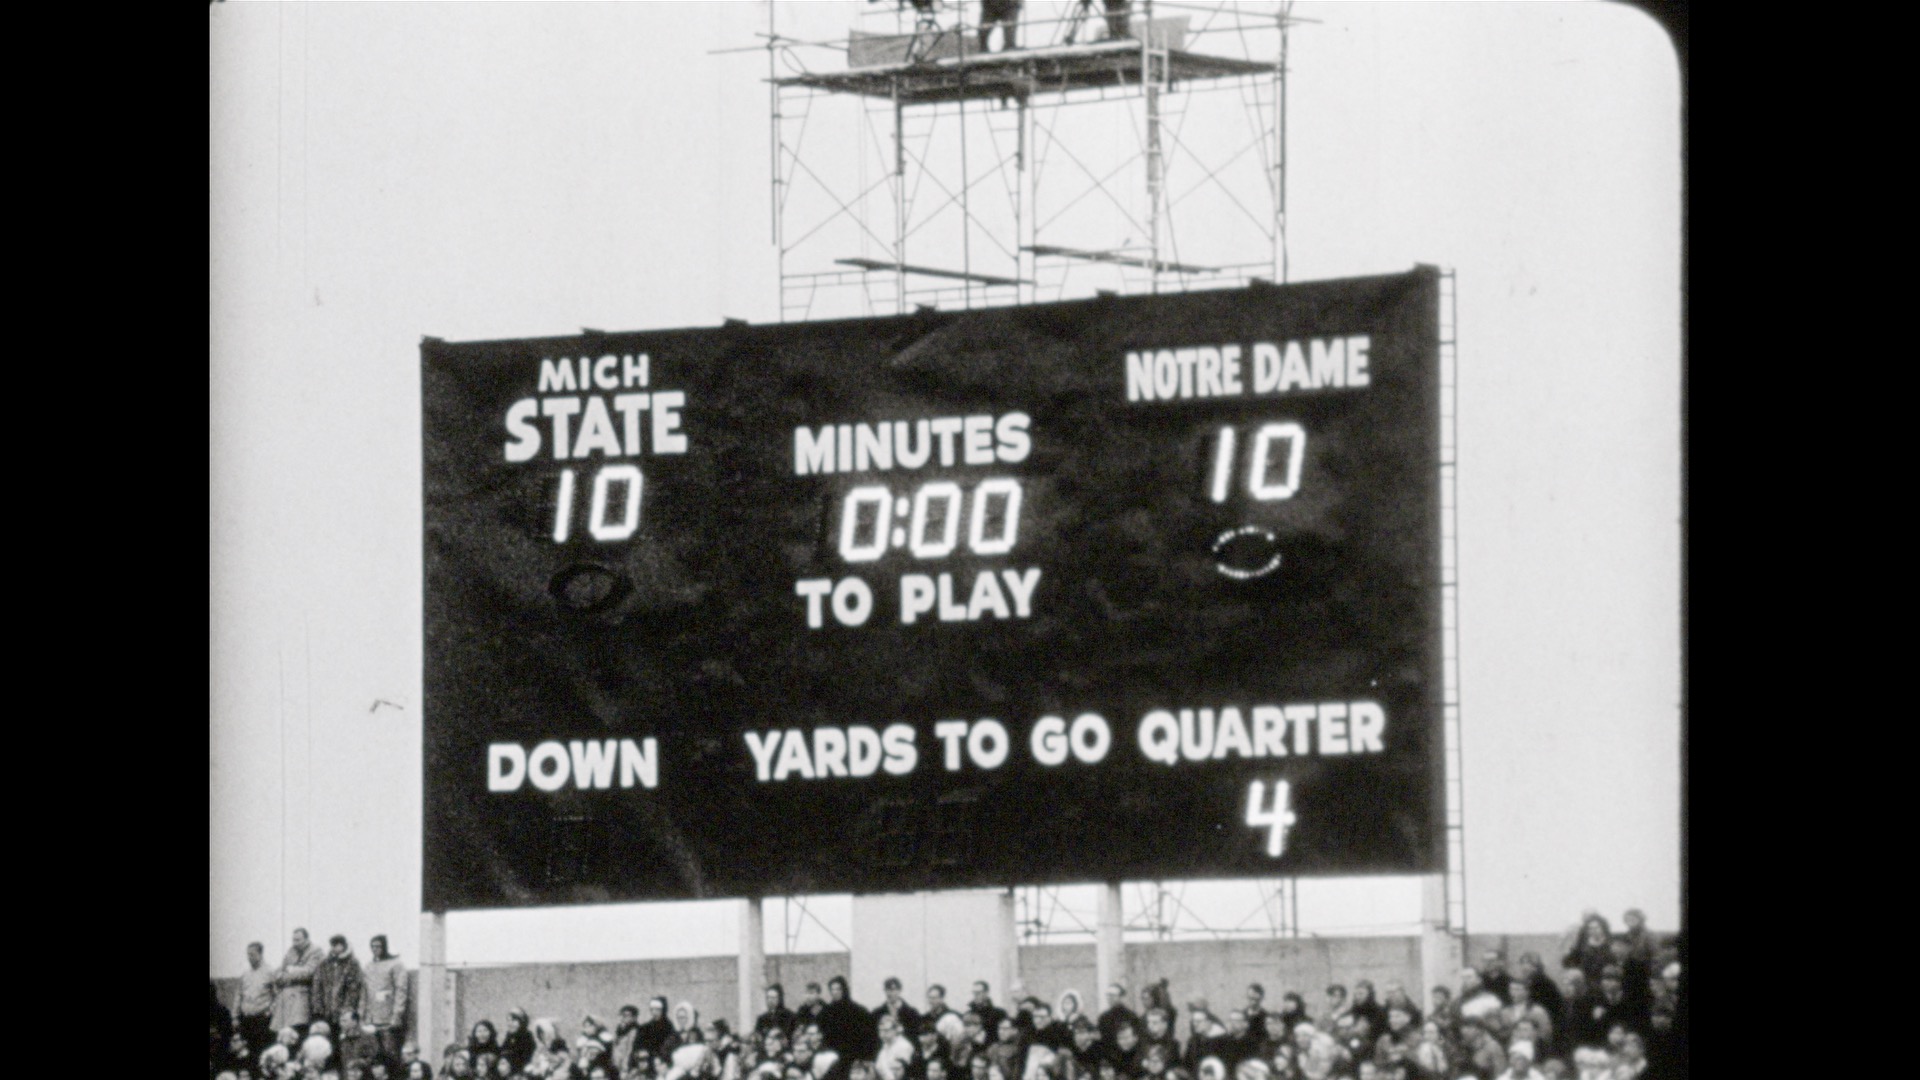 MICH
STATE
10
MINUTES
0:00
TO PLAY
NOTRE DAME
10
DOWN
YARDS TO GO
QUARTER
4